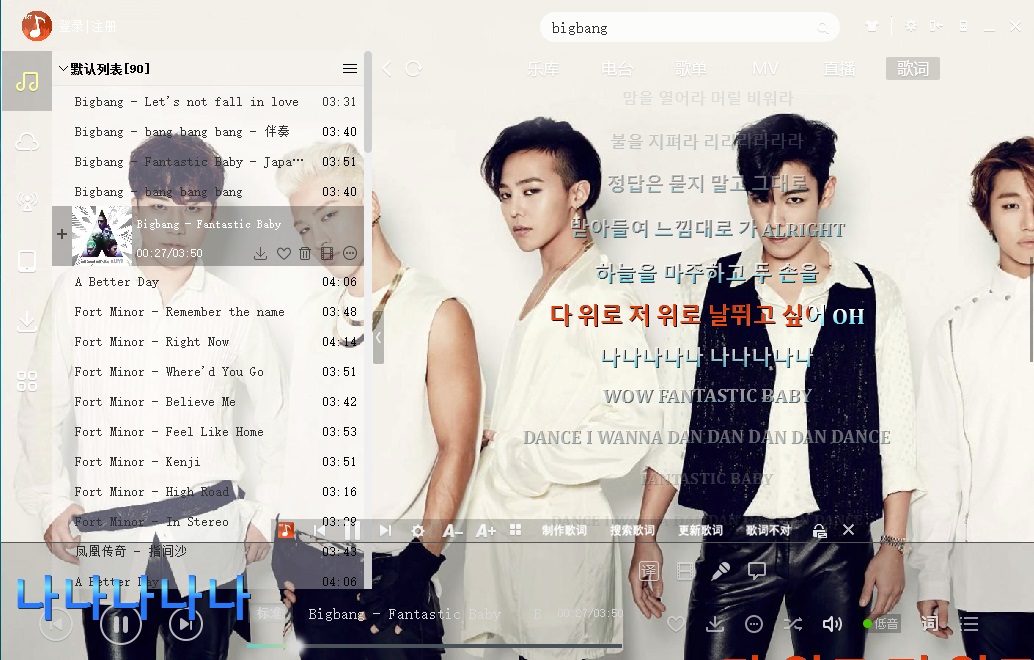 登录|注册
bigbang
默认列表[90]
乐库 电台 歌单 MV 直播 歌词
Bigbang - Let's not fall in love 03:31
Bigbang - bang bang bang - 伴奏 03:40
Bigbang - Fantastic Baby - Japa… 03:51
Bigbang - bang bang bang 03:40
Bigbang - Fantastic Baby
00:27/03:50
A Better Day 04:06
Fort Minor - Remember the name 03:48
Fort Minor - Right Now 04:14
Fort Minor - Where'd You Go 03:51
Fort Minor - Believe Me 03:42
Fort Minor - Feel Like Home 03:53
Fort Minor - Kenji 03:51
Fort Minor - High Road 03:16
Fort Minor - In Stereo
凤凰传奇 - 指间沙 03:43
A Better Day 04:06
맘을 열어라 머릴 비워라
불을 지펴라 리라라라라라
정답은 묻지 말고 그대로
받아들여 느낌대로 가 ALRIGHT
하늘을 마주하고 두 손을
다 위로 저 위로 날뛰고 싶어 OH
나나나나나 나나나나나
WOW FANTASTIC BABY
DANCE I WANNA DAN DAN DAN DAN DANCE
FANTASTIC BABY
A- A+ 制作歌词 搜索歌词 更新歌词 歌词不对
译
나나나나나
标准 Bigbang - Fantastic Baby 00:27/03:50
低音 词